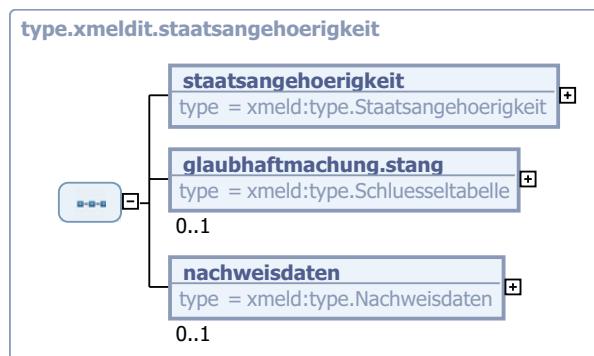 type.xmeldit.staatsangehoerigkeit
staatsangehoerigkeit
type = xmeld:type.Staatsangehoerigkeit
glaubhaftmachung.stang
type = xmeld:type.Schluesseltabelle
0..1
nachweisdaten
type = xmeld:type.Nachweisdaten
0..1